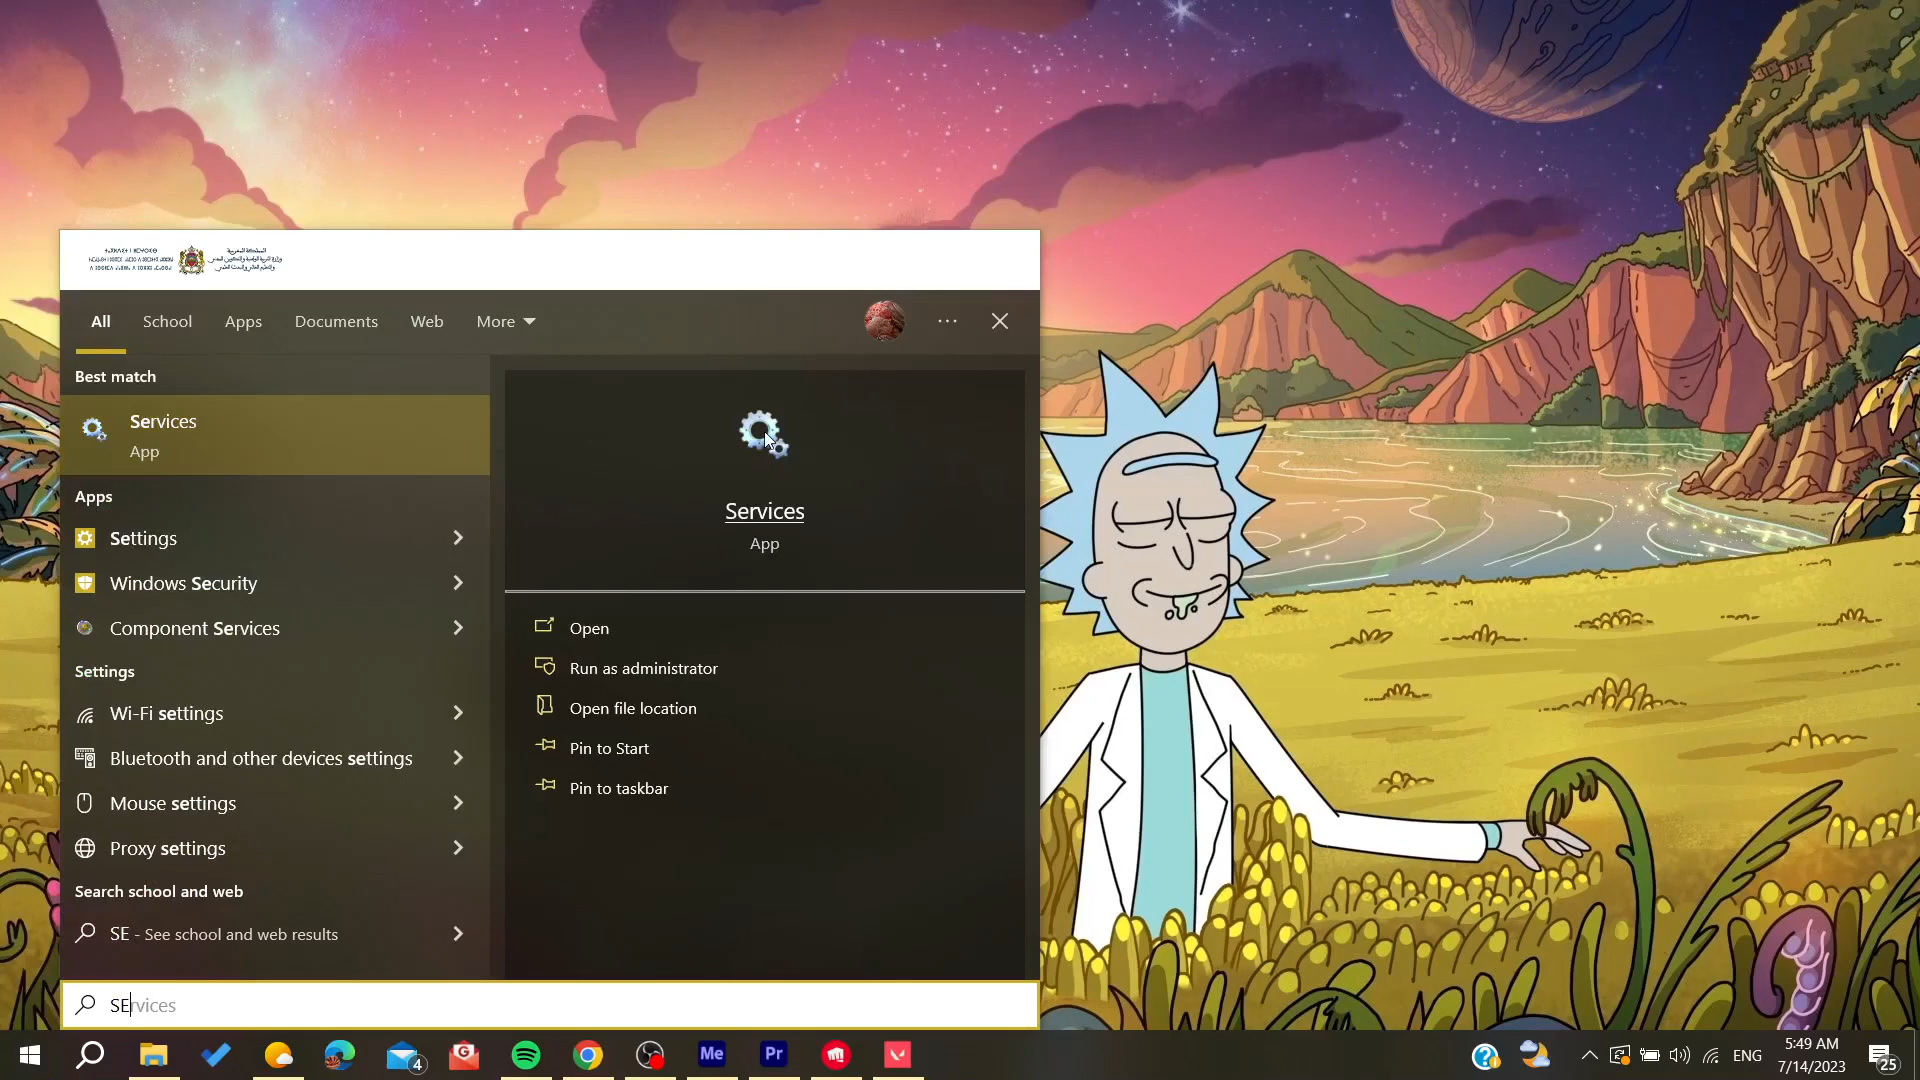 All
School
Apps
Documents
Web
More
Best match
Services
App
Apps
Settings
Windows Security
Component Services
Settings
Wi-Fi settings
Bluetooth and other devices settings
Mouse settings
Proxy settings
Search school and web
SE - See school and web results
Services
App
Open
Run as administrator
Open file location
Pin to Start
Pin to taskbar
SErvices
4
Me
Pr
ENG
5:49 AM
7/14/2023
25